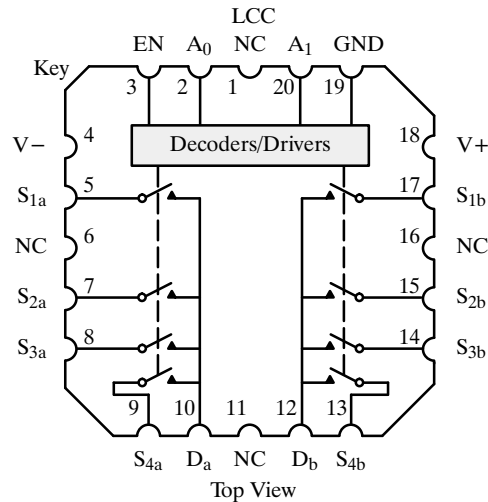 LCC
EN A0 NC A1 GND
Key
3 2 1 20 19
Decoders/Drivers
V− 4 18 V+
S1a 5 17 S1b
NC 6 16 NC
S2a 7 15 S2b
S3a 8 14 S3b
9 10 11 12 13
S4a Da NC Db S4b
Top View